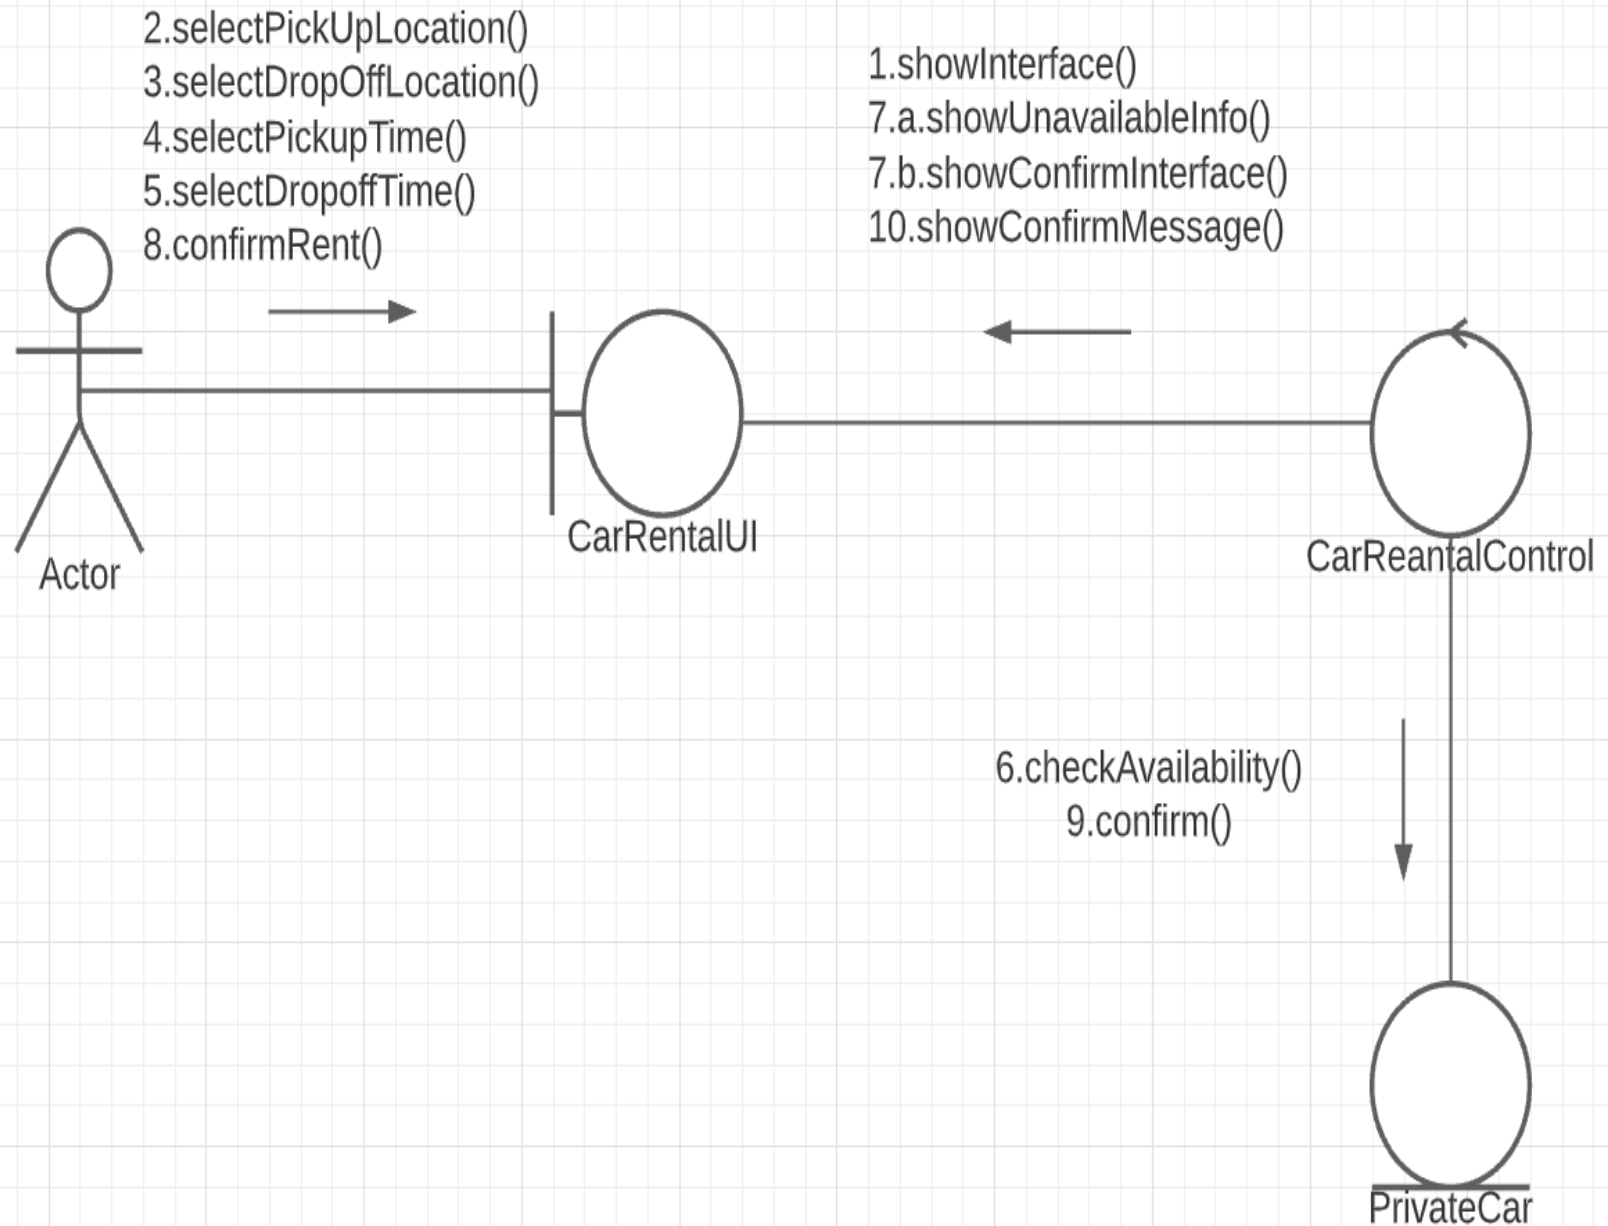 2.selectPickUpLocation()
3.selectDropOffLocation()
4.selectPickupTime()
5.selectDropoffTime()
8.confirmRent()
1.showInterface()
7.a.showUnavailableInfo()
7.b.showConfirmInterface()
10.showConfirmMessage()
Actor
CarRentalUI
CarReantalControl
6.checkAvailability()
9.confirm()
PrivateCar